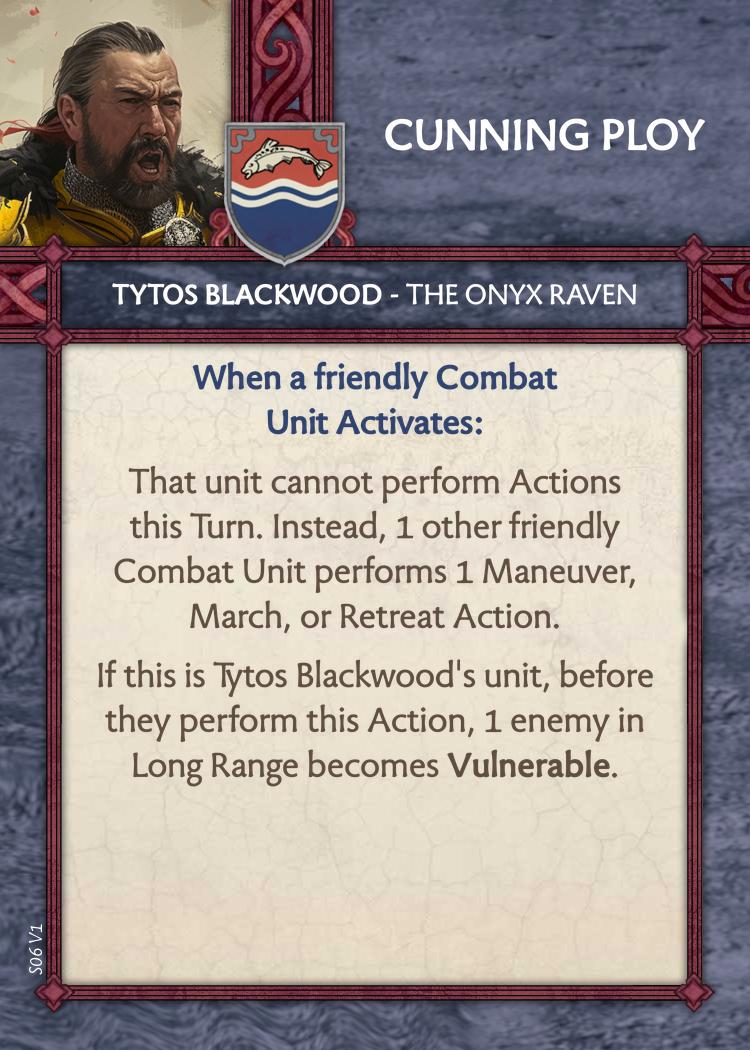 CUNNING PLOY
TYTOS BLACKWOOD - THE ONYX RAVEN
When a friendly Combat
Unit Activates:
That unit cannot perform Actions
this Turn. Instead, 1 other friendly
Combat Unit performs 1 Maneuver,
March, or Retreat Action.
If this is Tytos Blackwood's unit, before
they perform this Action, 1 enemy in
Long Range becomes Vulnerable.
S06 V1